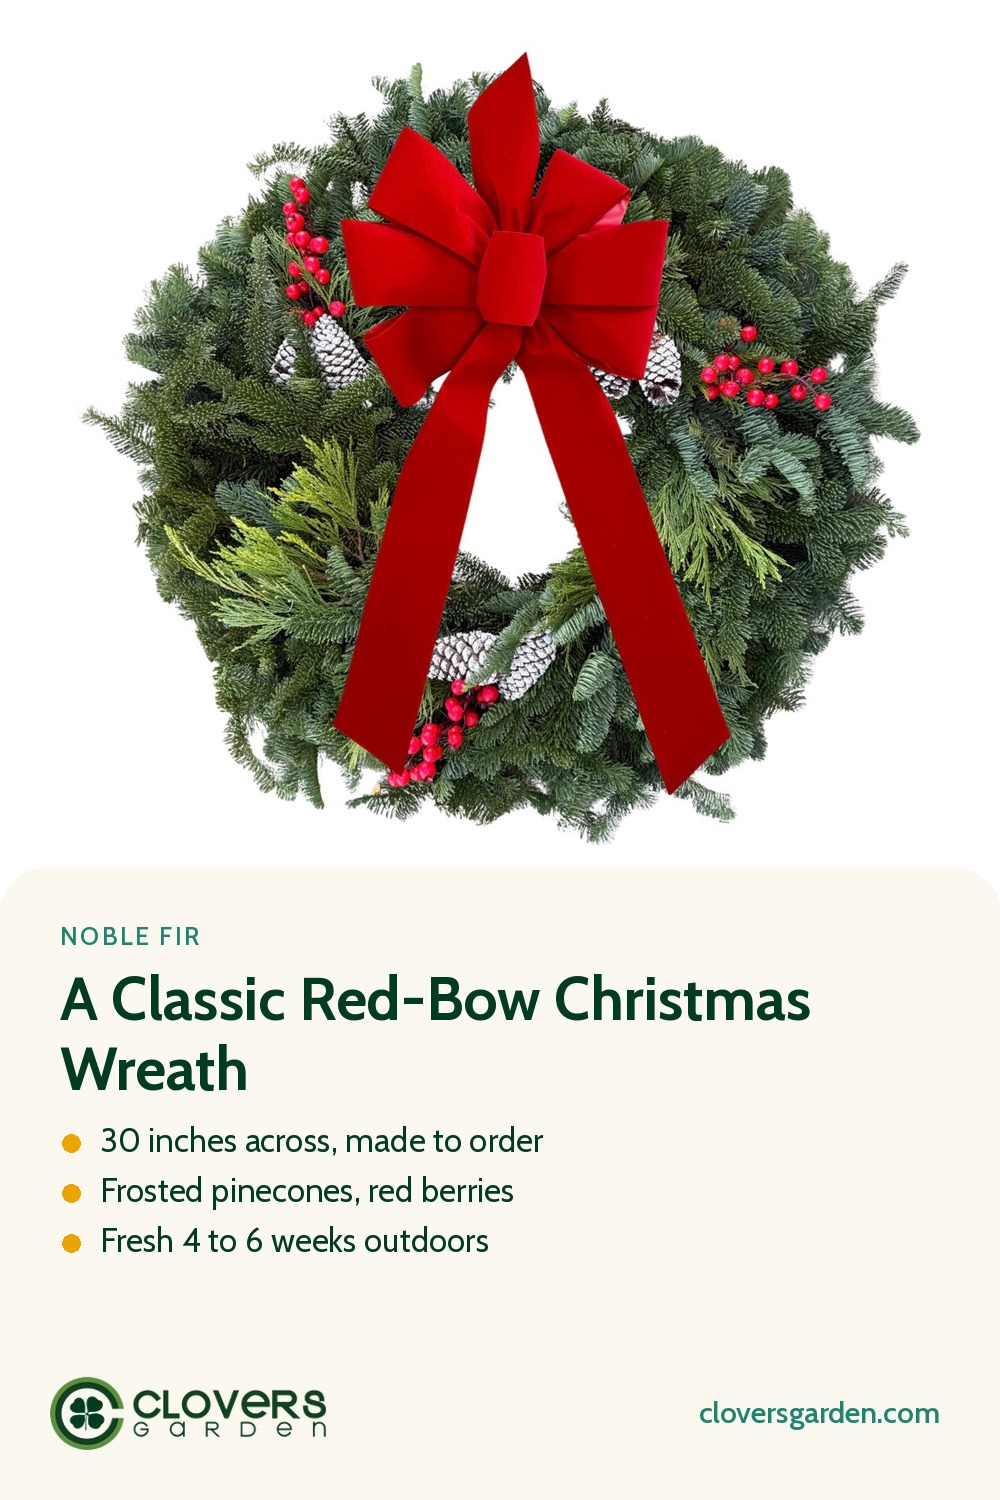 NOBLE FIR
A Classic Red-Bow Christmas
Wreath
30 inches across, made to order
Frosted pinecones, red berries
Fresh 4 to 6 weeks outdoors
CLOVERS
GARDEN
cloversgarden.com